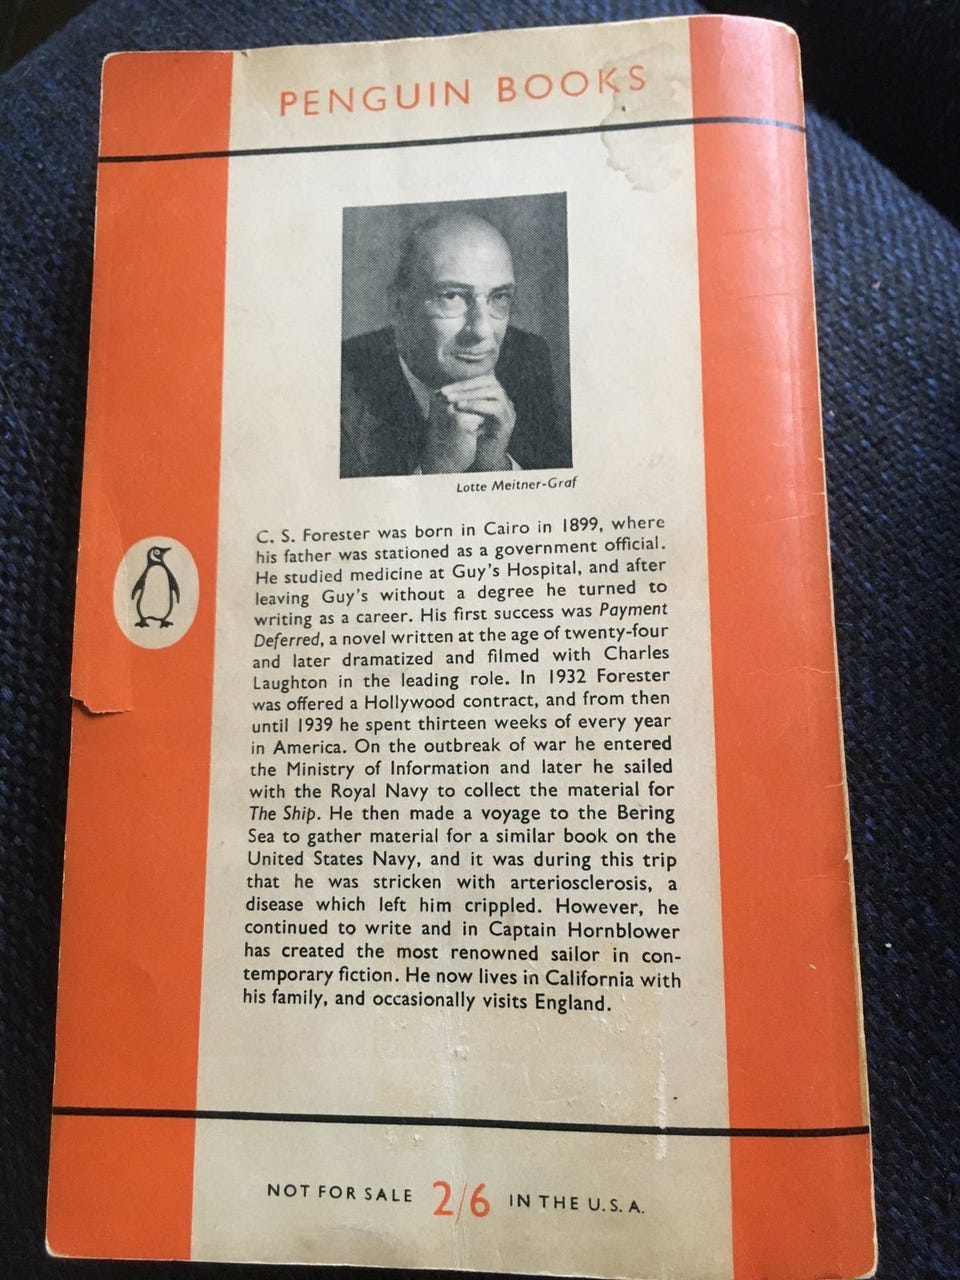 PENGUIN BOOKS
Lotte Meitner-Graf
C. S. Forester was born in Cairo in 1899, where
his father was stationed as a government official.
He studied medicine at Guy's Hospital, and after
leaving Guy's without a degree he turned to
writing as a career. His first success was Payment
Deferred, a novel written at the age of twenty-four
and later dramatized and filmed with Charles
Laughton in the leading role. In 1932 Forester
was offered a Hollywood contract, and from then
until 1939 he spent thirteen weeks of every year
in America. On the outbreak of war he entered
the Ministry of Information and later he sailed
with the Royal Navy to collect the material for
The Ship. He then made a voyage to the Bering
Sea to gather material for a similar book on the
United States Navy, and it was during this trip
that he was stricken with arteriosclerosis, a
disease which left him crippled. However, he
continued to write and in Captain Hornblower
has created the most renowned sailor in con-
temporary fiction. He now lives in California with
his family, and occasionally visits England.
NOT FOR SALE 2/6 IN THE U.S.A.